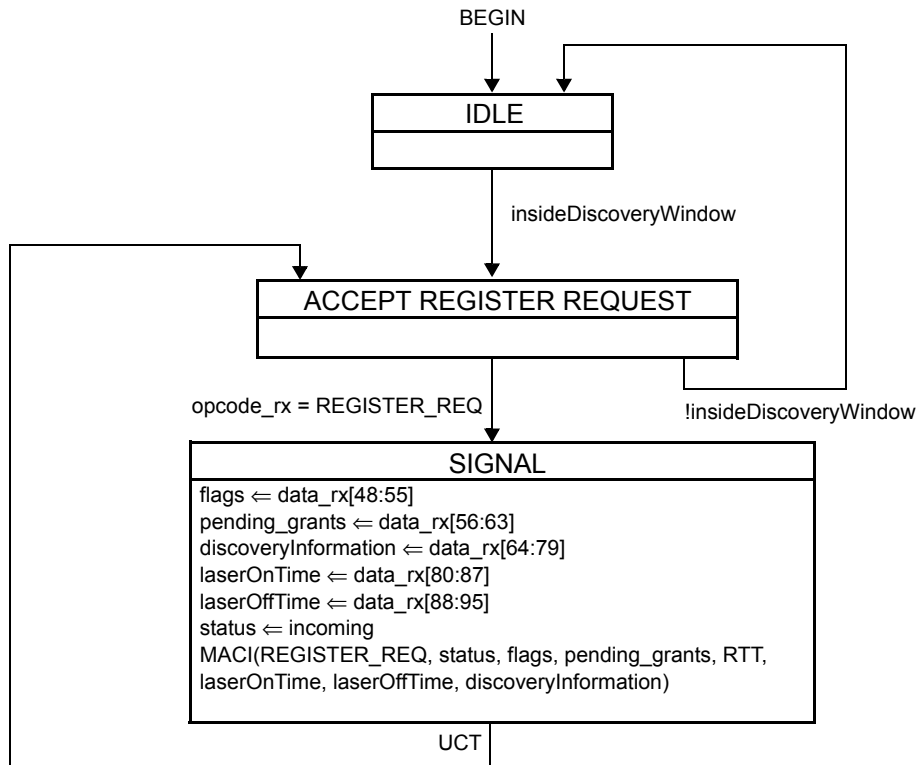 BEGIN
IDLE
insideDiscoveryWindow
ACCEPT REGISTER REQUEST
opcode_rx = REGISTER_REQ
!insideDiscoveryWindow
SIGNAL
flags ⇐ data_rx[48:55]
pending_grants ⇐ data_rx[56:63]
discoveryInformation ⇐ data_rx[64:79]
laserOnTime ⇐ data_rx[80:87]
laserOffTime ⇐ data_rx[88:95]
status ⇐ incoming
MACI(REGISTER_REQ, status, flags, pending_grants, RTT,
laserOnTime, laserOffTime, discoveryInformation)
UCT